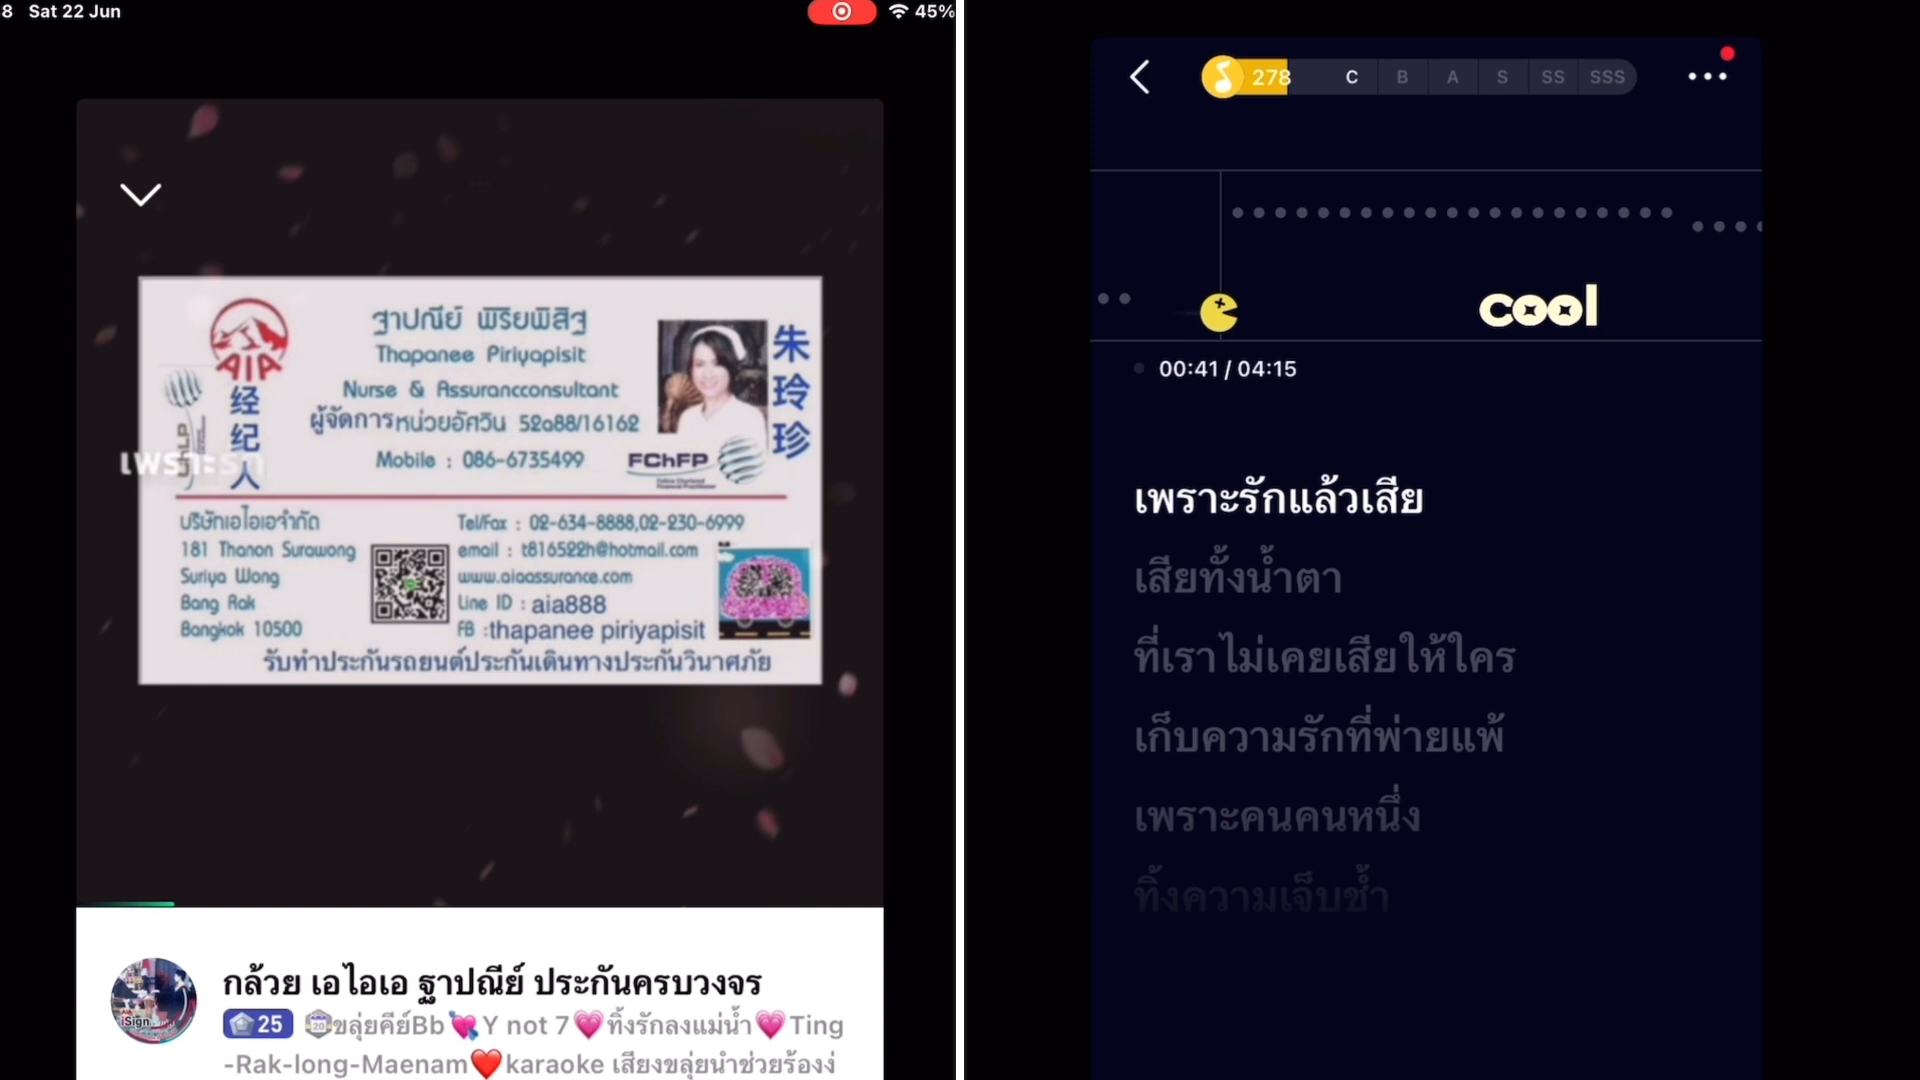 8 Sat 22 Jun
45%
AIA
经
纪
人
ฐาปณีย์ พิริยพิสิฐ
Thapanee Piriyapisit
Nurse & Assurancconsultant
ผู้จัดการหน่วยอัศวิน 52a88/16162
Mobile : 086-6735499
FChFP
朱
玲
珍
เพราะรัก
บริษัทเอไอเอจำกัด
181 Thanon Surawong
Suriya Wong
Bang Rak
Bangkok 10500
Tel/Fax : 02-634-8888,02-230-6999
email : t816522h@hotmail.com
www.aiaassurance.com
Line ID : aia888
FB :thapanee piriyapisit
รับทำประกันรถยนต์ประกันเดินทางประกันวินาศภัย
iSign
กล้วย เอไอเอ ฐาปณีย์ ประกันครบวงจร
25 20 ขลุ่ยคีย์Bb💘Y not 7💗ทิ้งรักลงแม่น้ำ💗Ting
-Rak-long-Maenam❤️karaoke เสียงขลุ่ยนำช่วยร้องง่
278 C B A S SS SSS
cool
00:41 / 04:15
เพราะรักแล้วเสีย
เสียทั้งน้ำตา
ที่เราไม่เคยเสียให้ใคร
เก็บความรักที่พ่ายแพ้
เพราะคนคนหนึ่ง
ทิ้งความเจ็บช้ำ